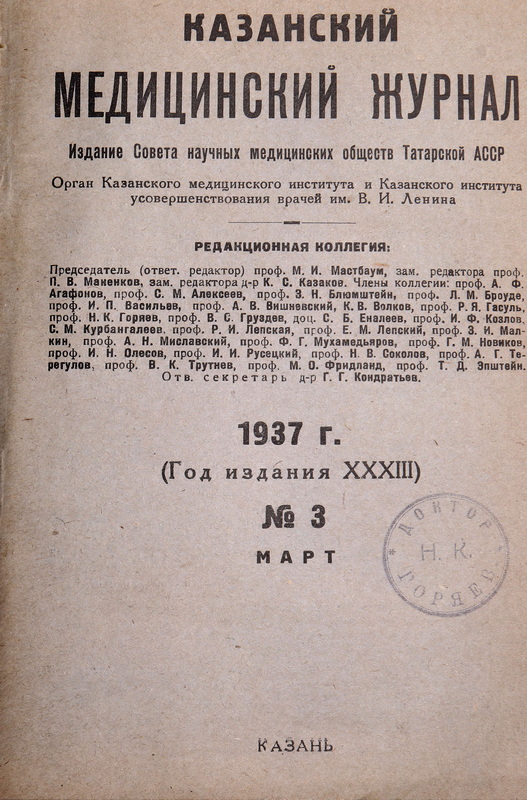 КАЗАНСКИЙ
МЕДИЦИНСКИЙ ЖУРНАЛ
Издание Совета научных медицинских обществ Татарской АССР
Орган Казанского медицинского института и Казанского института
усовершенствования врачей им. В. И. Ленина
РЕДАКЦИОННАЯ КОЛЛЕГИЯ:
Председатель (ответ. редактор) проф. М. И. Мастбаум, зам. редактора проф.
П. В. Маненков, зам. редактора д-р К. С. Казаков. Члены коллегии: проф. А. Ф.
Агафонов, проф. С. М. Алексеев, проф. З. Н. Блюмштейн, проф. Л. М. Броуде,
проф. И. П. Васильев, проф. А. В. Вишневский, К. В. Волков, проф. Р. Я. Гасуль,
проф. Н. К. Горяев, проф. В. С. Груздев, доц. С. Б. Еналеев, проф. И. Ф. Козлов,
С. М. Курбангалеев, проф. Р. И. Лепская, проф. Е. М. Лепский, проф. З. И. Мал-
кин, проф. А. Н. Миславский, проф. Ф. Г. Мухамедьяров, проф. Г. М. Новиков,
проф. И. Н. Олесов, проф. И. И. Русецкий, проф. Н. В. Соколов, проф. А. Г. Те-
регулов, проф. В. К. Трутнев, проф. М. О. Фридланд, проф. Т. Д. Эпштейн.
Отв. секретарь д-р Г. Г. Кондратьев.
1937 г.
(Год издания XXXIII)
№ 3
МАРТ
* ДОКТОР *
Н. К.
ГОРЯЕВ
КАЗАНЬ